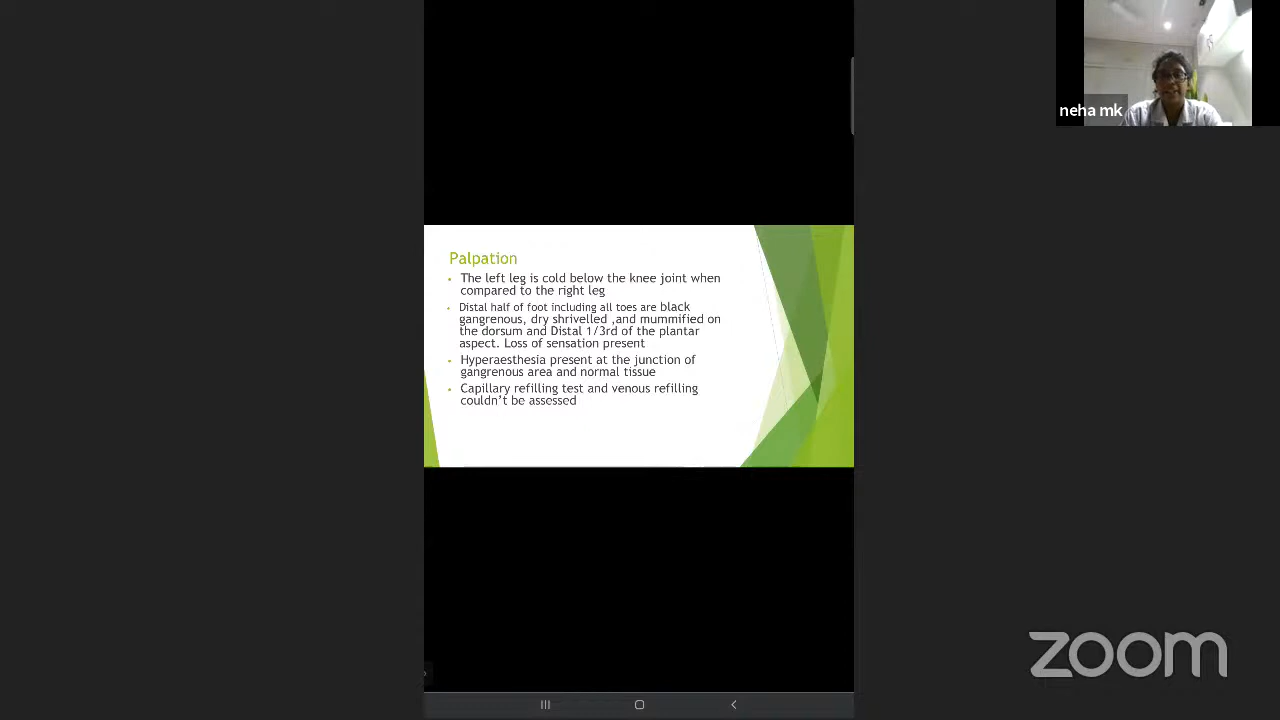 neha mk
Palpation
The left leg is cold below the knee joint when
compared to the right leg
Distal half of foot including all toes are black
gangrenous, dry shrivelled ,and mummified on
the dorsum and Distal 1/3rd of the plantar
aspect. Loss of sensation present
Hyperaesthesia present at the junction of
gangrenous area and normal tissue
Capillary refilling test and venous refilling
couldn't be assessed
zoom